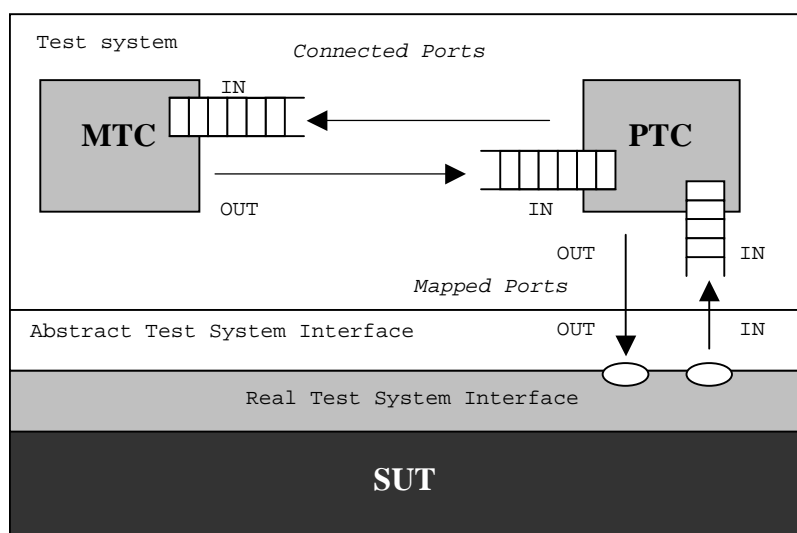 Test system
Connected Ports
IN
MTC
PTC
OUT
IN
OUT
IN
Mapped Ports
Abstract Test System Interface
OUT
IN
Real Test System Interface
SUT